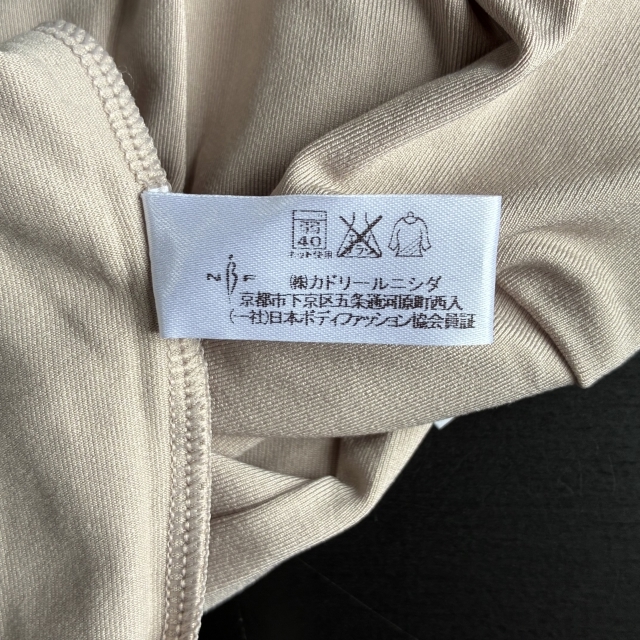 40
ネット使用
NBF
(株)カドリールニシダ
京都市下京区五条通河原町西入
(一社)日本ボディファッション協会会員証